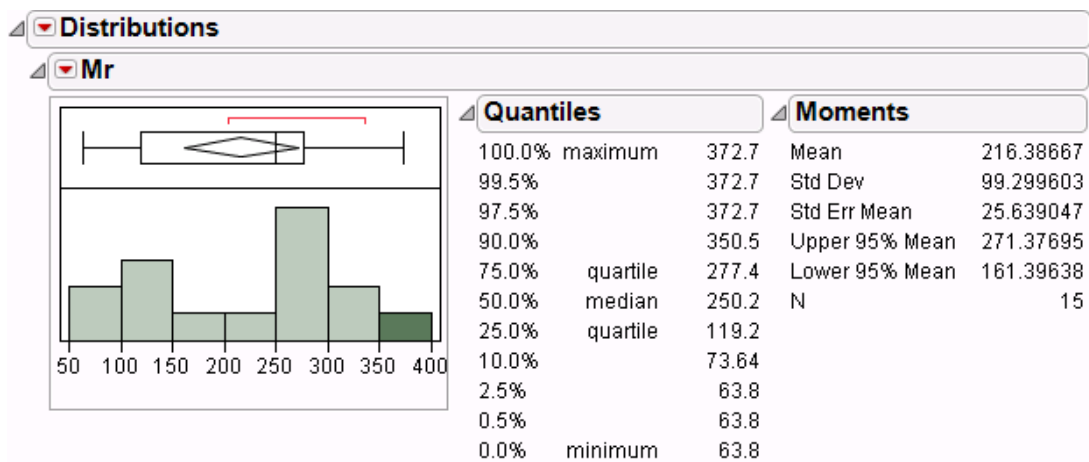 Distributions
Mr
50 100 150 200 250 300 350 400
Quantiles
100.0% maximum 372.7
99.5% 372.7
97.5% 372.7
90.0% 350.5
75.0% quartile 277.4
50.0% median 250.2
25.0% quartile 119.2
10.0% 73.64
2.5% 63.8
0.5% 63.8
0.0% minimum 63.8
Moments
Mean 216.38667
Std Dev 99.299603
Std Err Mean 25.639047
Upper 95% Mean 271.37695
Lower 95% Mean 161.39638
N 15